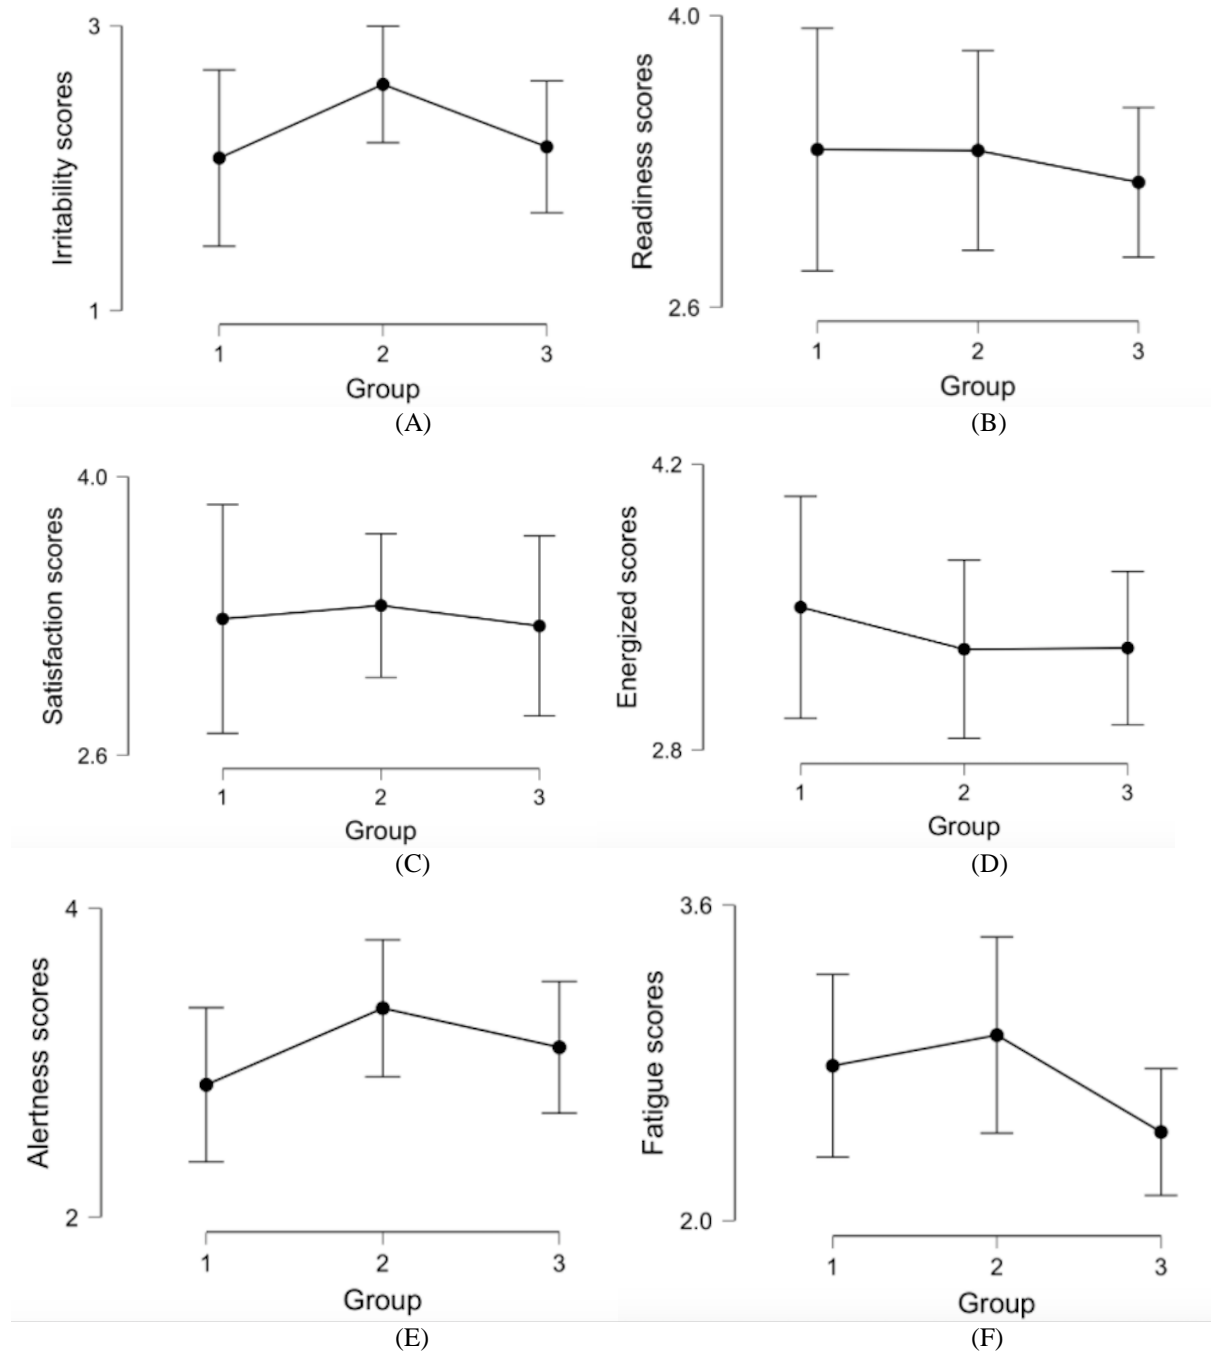 3
Irritability scores
1
1 2 3
Group
(A)
4.0
Readiness scores
2.6
1 2 3
Group
(B)
4.0
Satisfaction scores
2.6
1 2 3
Group
(C)
4.2
Energized scores
2.8
1 2 3
Group
(D)
4
Alertness scores
2
1 2 3
Group
(E)
3.6
Fatigue scores
2.0
1 2 3
Group
(F)